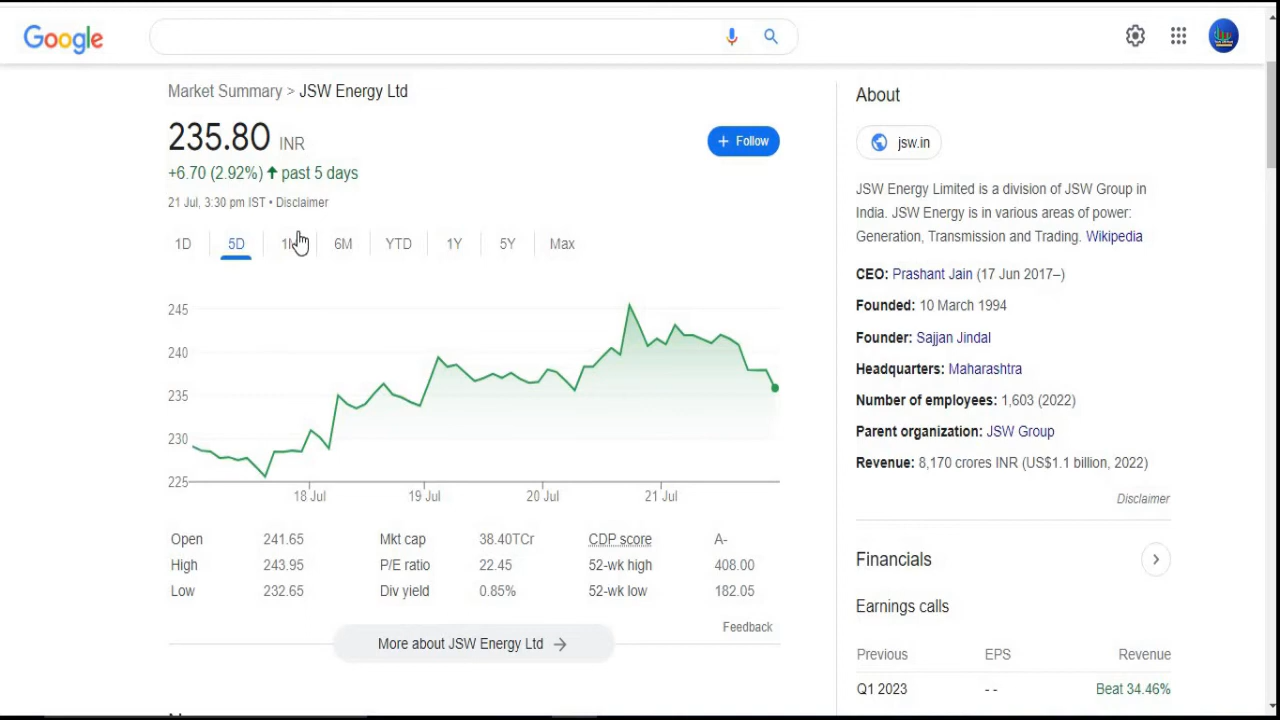 Google
Market Summary > JSW Energy Ltd
235.80 INR
+ Follow
+6.70 (2.92%) ↑ past 5 days
21 Jul, 3:30 pm IST • Disclaimer
1D 5D 6M YTD 1Y 5Y Max
245
240
235
230
225
18 Jul 19 Jul 20 Jul 21 Jul
Open 241.65 Mkt cap 38.40TCr CDP score A-
High 243.95 P/E ratio 22.45 52-wk high 408.00
Low 232.65 Div yield 0.85% 52-wk low 182.05
Feedback
More about JSW Energy Ltd →
About
jsw.in
JSW Energy Limited is a division of JSW Group in
India. JSW Energy is in various areas of power:
Generation, Transmission and Trading. Wikipedia
CEO: Prashant Jain (17 Jun 2017–)
Founded: 10 March 1994
Founder: Sajjan Jindal
Headquarters: Maharashtra
Number of employees: 1,603 (2022)
Parent organization: JSW Group
Revenue: 8,170 crores INR (US$1.1 billion, 2022)
Disclaimer
Financials
Earnings calls
Previous EPS Revenue
Q1 2023 - - Beat 34.46%